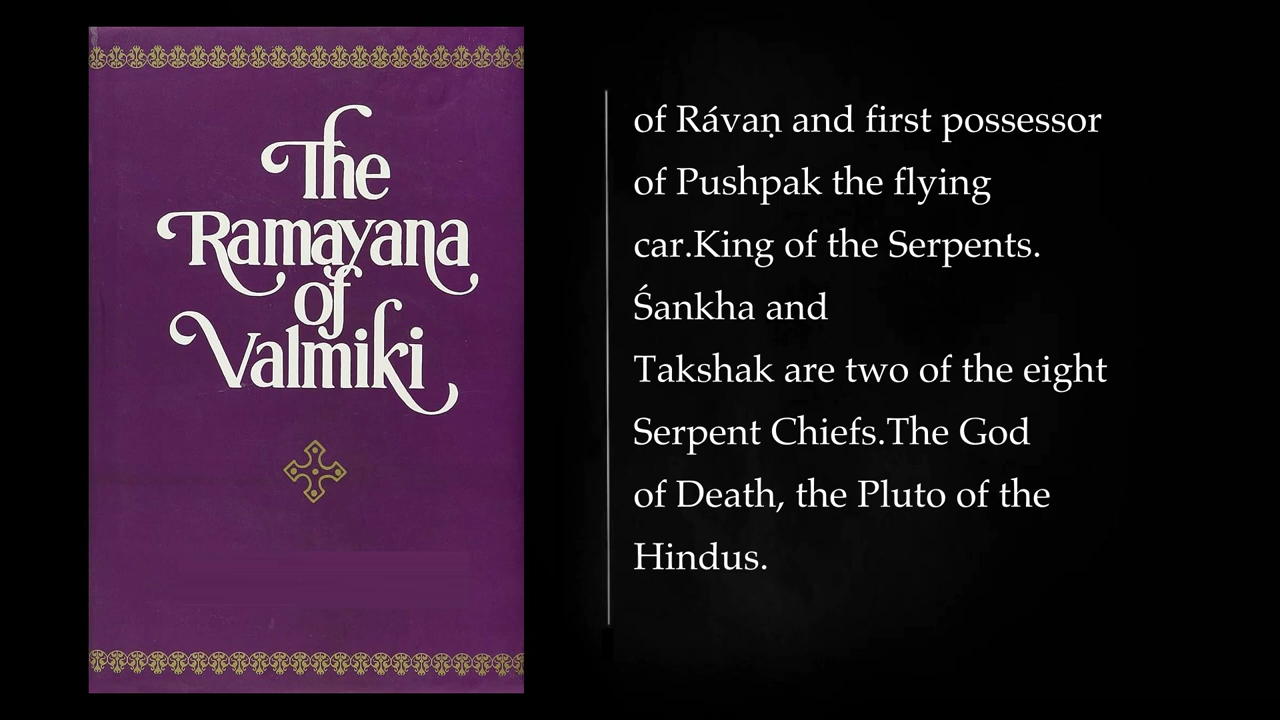 The
Ramayana
of
Valmiki
of Rávaṇ and first possessor
of Pushpak the flying
car.King of the Serpents.
Śankha and
Takshak are two of the eight
Serpent Chiefs.The God
of Death, the Pluto of the
Hindus.